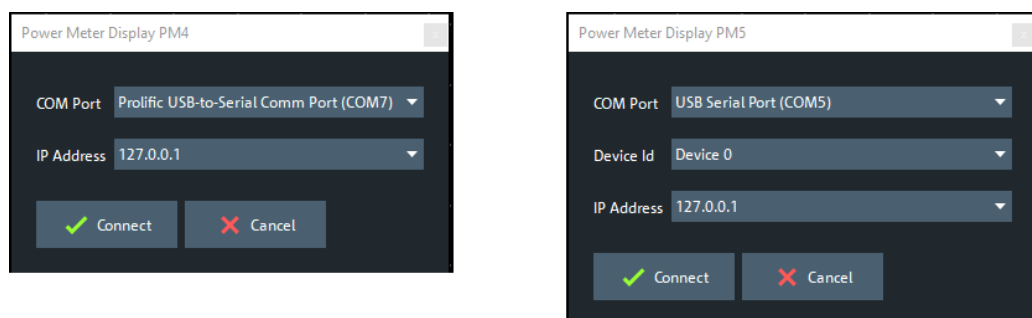 Power Meter Display PM4
COM Port Prolific USB-to-Serial Comm Port (COM7)
IP Address 127.0.0.1
Connect Cancel
Power Meter Display PM5
COM Port USB Serial Port (COM5)
Device Id Device 0
IP Address 127.0.0.1
Connect Cancel